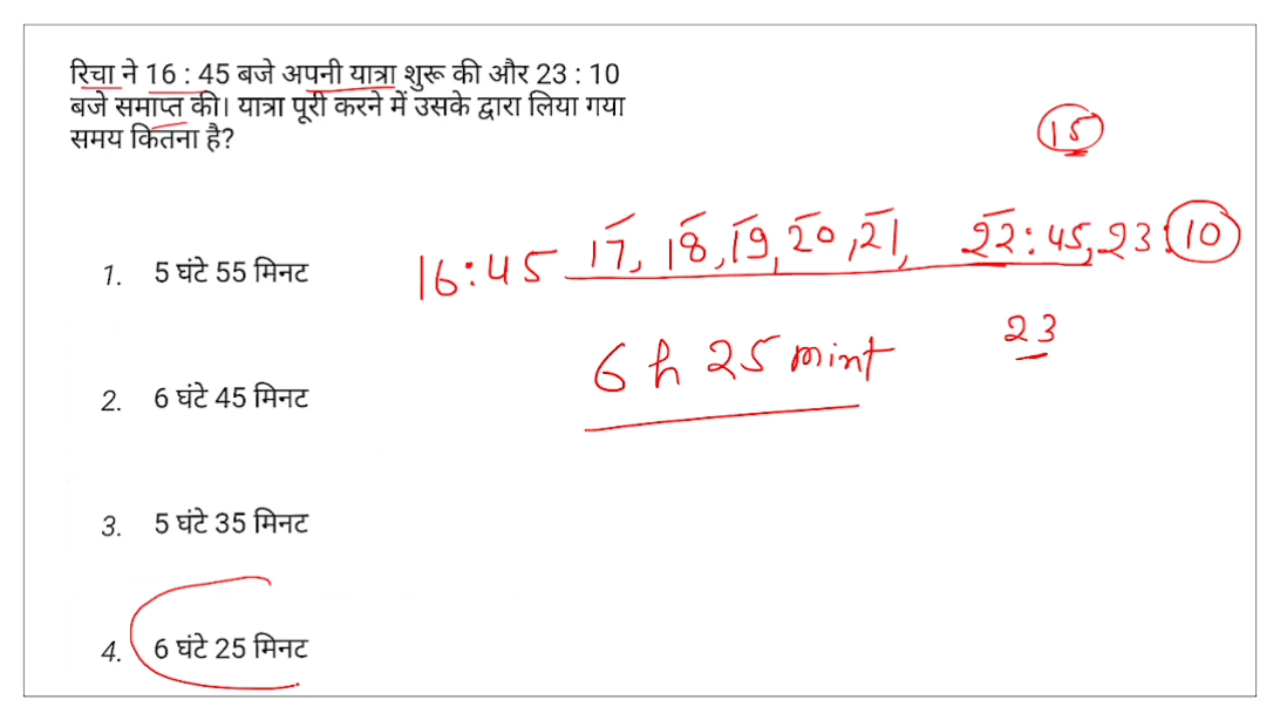 रिचा ने 16 : 45 बजे अपनी यात्रा शुरू की और 23 : 10
बजे समाप्त की। यात्रा पूरी करने में उसके द्वारा लिया गया
समय कितना है?
15
16:45 17, 18, 19, 20, 21, 22:45, 23:10
1. 5 घंटे 55 मिनट
23
6 h 25 mint
2. 6 घंटे 45 मिनट
3. 5 घंटे 35 मिनट
4. 6 घंटे 25 मिनट